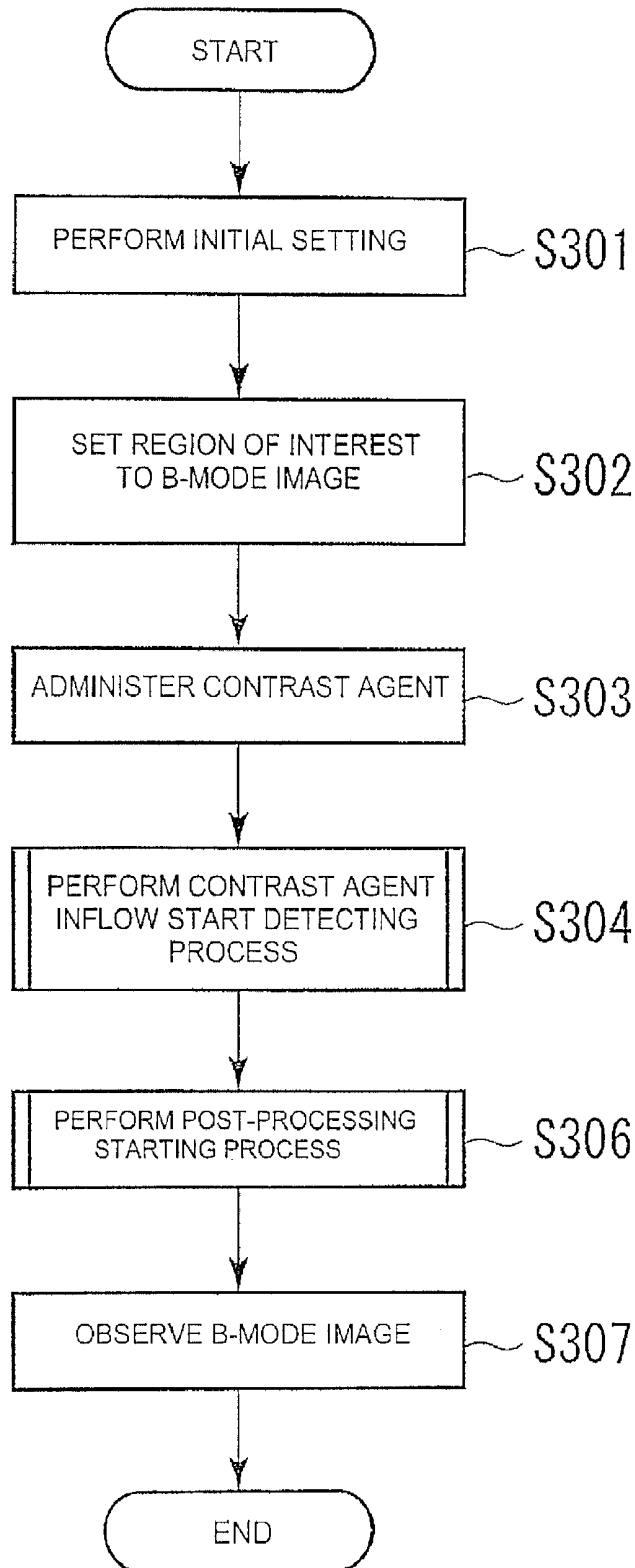 START
PERFORM INITIAL SETTING
S301
SET REGION OF INTEREST
TO B-MODE IMAGE
S302
ADMINISTER CONTRAST AGENT
S303
PERFORM CONTRAST AGENT
INFLOW START DETECTING
PROCESS
S304
PERFORM POST-PROCESSING
STARTING PROCESS
S306
OBSERVE B-MODE IMAGE
S307
END